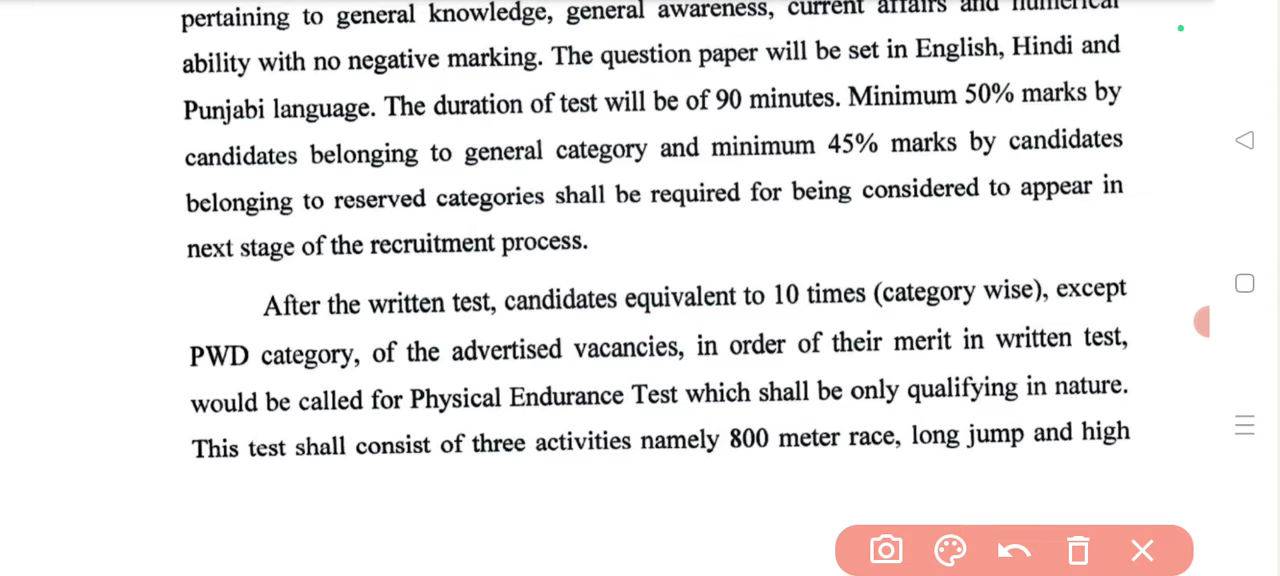 pertaining to general knowledge, general awareness, current affairs and numerical
ability with no negative marking. The question paper will be set in English, Hindi and
Punjabi language. The duration of test will be of 90 minutes. Minimum 50% marks by
candidates belonging to general category and minimum 45% marks by candidates
belonging to reserved categories shall be required for being considered to appear in
next stage of the recruitment process.
After the written test, candidates equivalent to 10 times (category wise), except
PWD category, of the advertised vacancies, in order of their merit in written test,
would be called for Physical Endurance Test which shall be only qualifying in nature.
This test shall consist of three activities namely 800 meter race, long jump and high